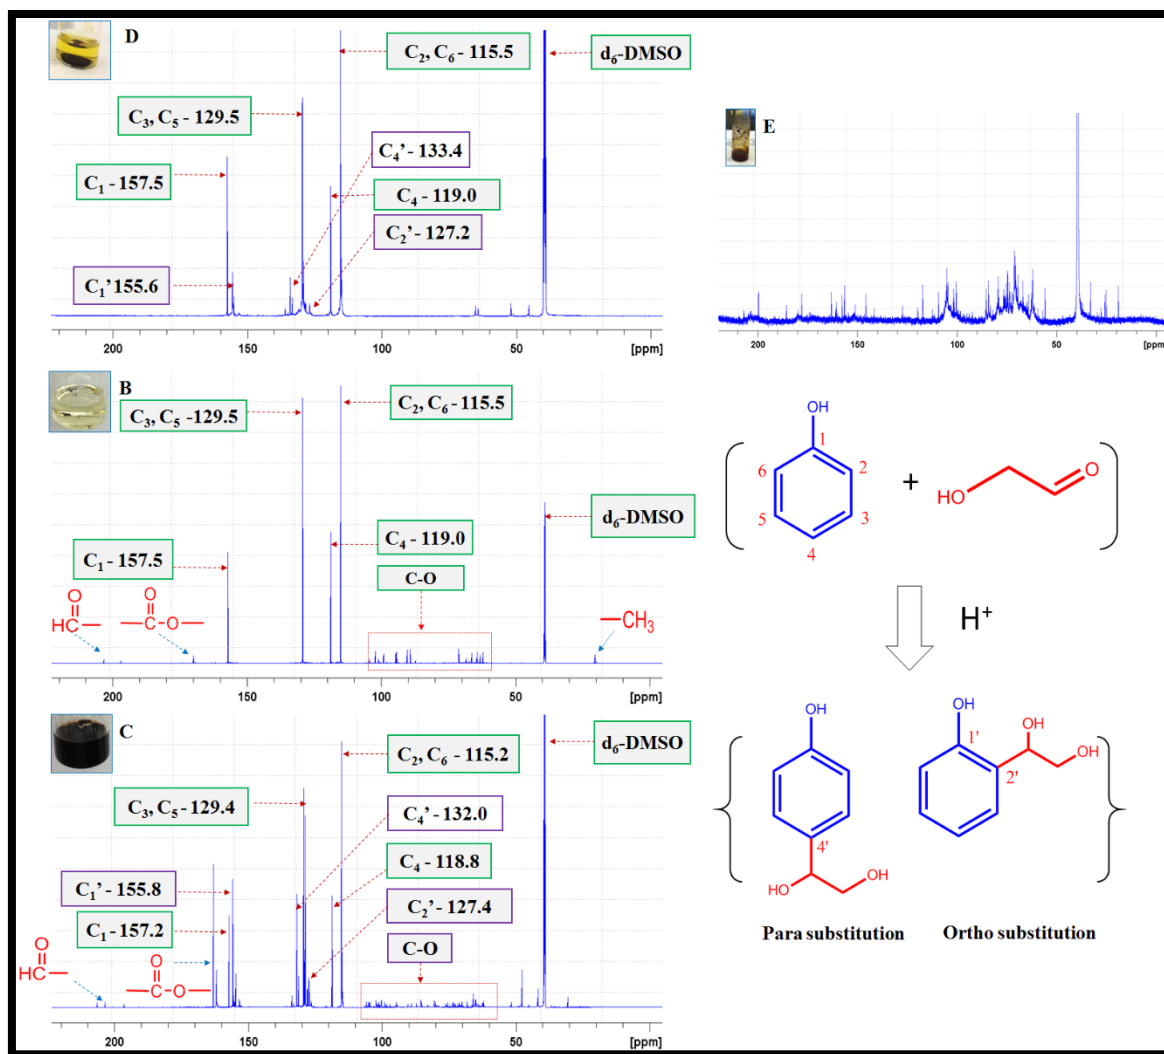 D
C₂, C₆ - 115.5
d₆-DMSO
C₃, C₅ - 129.5
C₄’- 133.4
C₁ - 157.5
C₄ - 119.0
C₂’- 127.2
C₁’ 155.6
200 150 100 50 [ppm]
E
200 150 100 50 [ppm]
B
C₃, C₅ -129.5
C₂, C₆ - 115.5
d₆-DMSO
C₄ - 119.0
C₁ - 157.5
C-O
O
HC
O
C O
CH₃
200 150 100 50 [ppm]
C
d₆-DMSO
C₂, C₆ - 115.2
C₃, C₅ - 129.4
C₄’- 132.0
C₄ - 118.8
C₁’ - 155.8
C₂’- 127.4
C₁ - 157.2
C-O
O
HC
O
C O
200 150 100 50 [ppm]
OH
1
6 2
5 3
4
+
HO O
H⁺
OH
4'
HO OH
Para substitution
OH
1'
OH
OH
2'
Ortho substitution